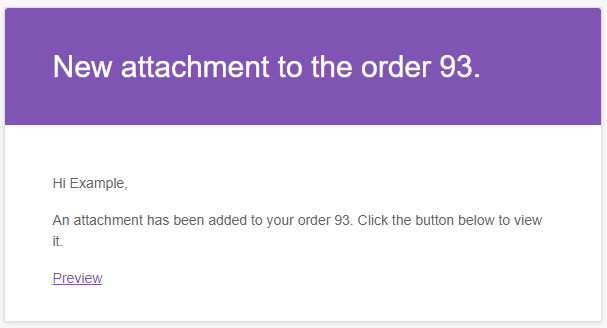 New attachment to the order 93.
Hi Example,
An attachment has been added to your order 93. Click the button below to view
it.
Preview